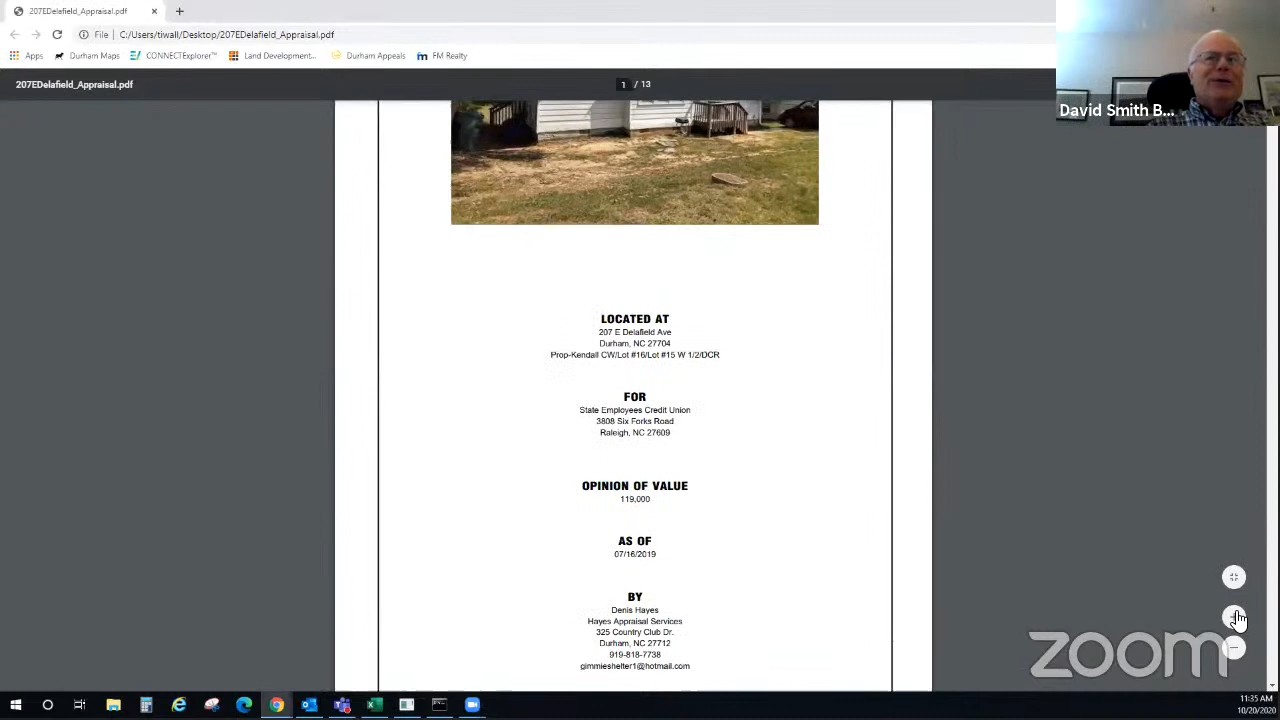 207EDelafield_Appraisal.pdf
File | C:/Users/tiwall/Desktop/207EDelafield_Appraisal.pdf
Apps Durham Maps CONNECTExplorer™ Land Development... Durham Appeals FM Realty
207EDelafield_Appraisal.pdf
1 / 13
David Smith B...
LOCATED AT
207 E Delafield Ave
Durham, NC 27704
Prop-Kendall CW/Lot #16/Lot #15 W 1/2/DCR
FOR
State Employees Credit Union
3808 Six Forks Road
Raleigh, NC 27609
OPINION OF VALUE
119,000
AS OF
07/16/2019
BY
Denis Hayes
Hayes Appraisal Services
325 Country Club Dr.
Durham, NC 27712
919-818-7738
gimmieshelter1@hotmail.com
zoom
11:35 AM
10/20/2020